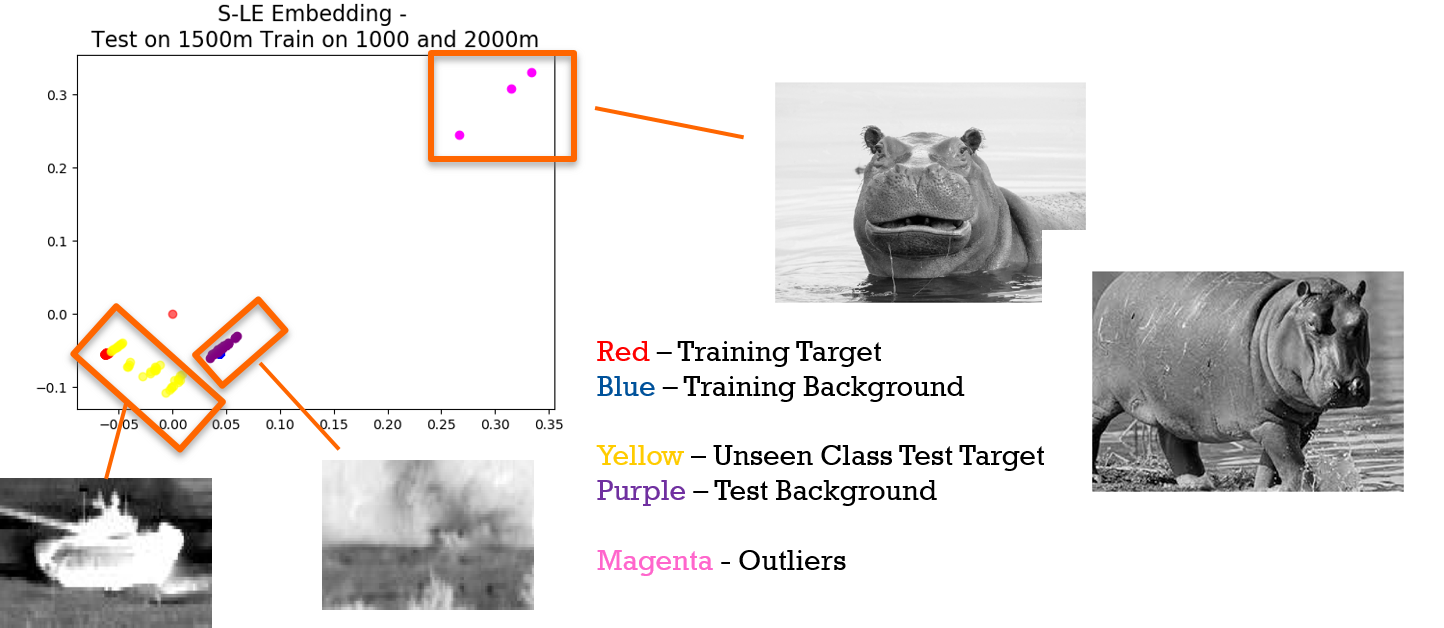 S-LE Embedding -
Test on 1500m Train on 1000 and 2000m
0.3
0.2
0.1
0.0
−0.1
−0.05 0.00 0.05 0.10 0.15 0.20 0.25 0.30 0.35
Red – Training Target
Blue – Training Background
Yellow – Unseen Class Test Target
Purple – Test Background
Magenta - Outliers